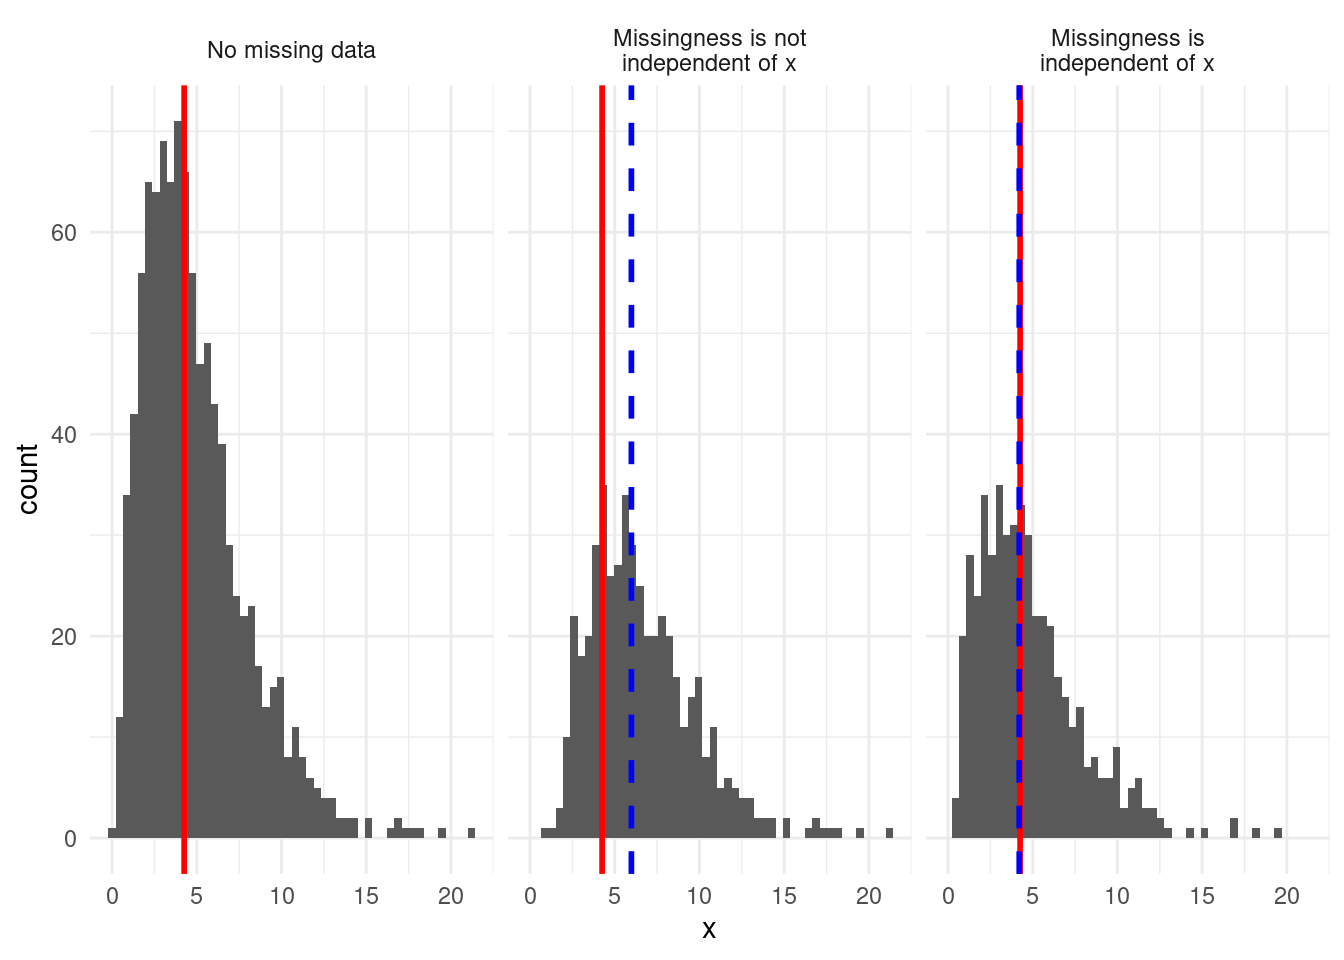 No missing data
Missingness is not
independent of x
Missingness is
independent of x
count
60
40
20
0
0 5 10 15 20
0 5 10 15 20
0 5 10 15 20
x